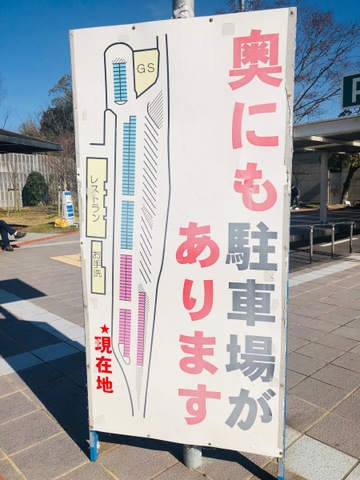 奥にも駐車場が
あります
GS
レストラン
お手洗
★現在地
P